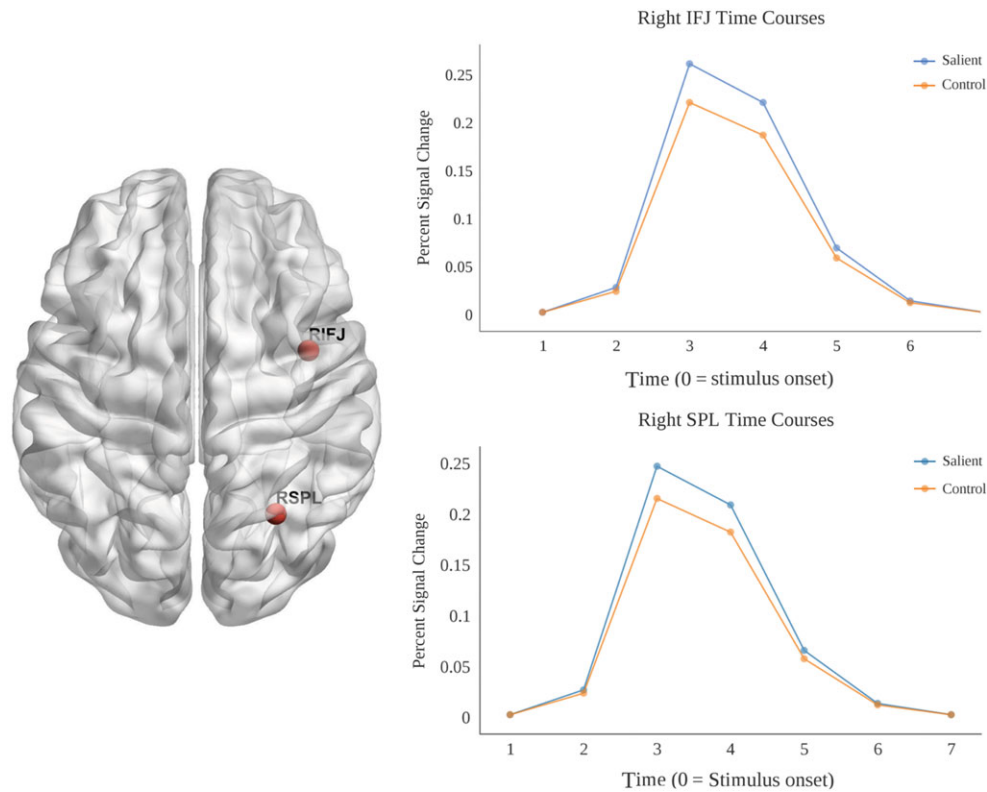 RIFJ
RSPL
Right IFJ Time Courses
Salient
Control
Percent Signal Change
0.25
0.2
0.15
0.1
0.05
0
1 2 3 4 5 6
Time (0 = stimulus onset)
Right SPL Time Courses
Salient
Control
Percent Signal Change
0.25
0.2
0.15
0.1
0.05
0
1 2 3 4 5 6 7
Time (0 = Stimulus onset)